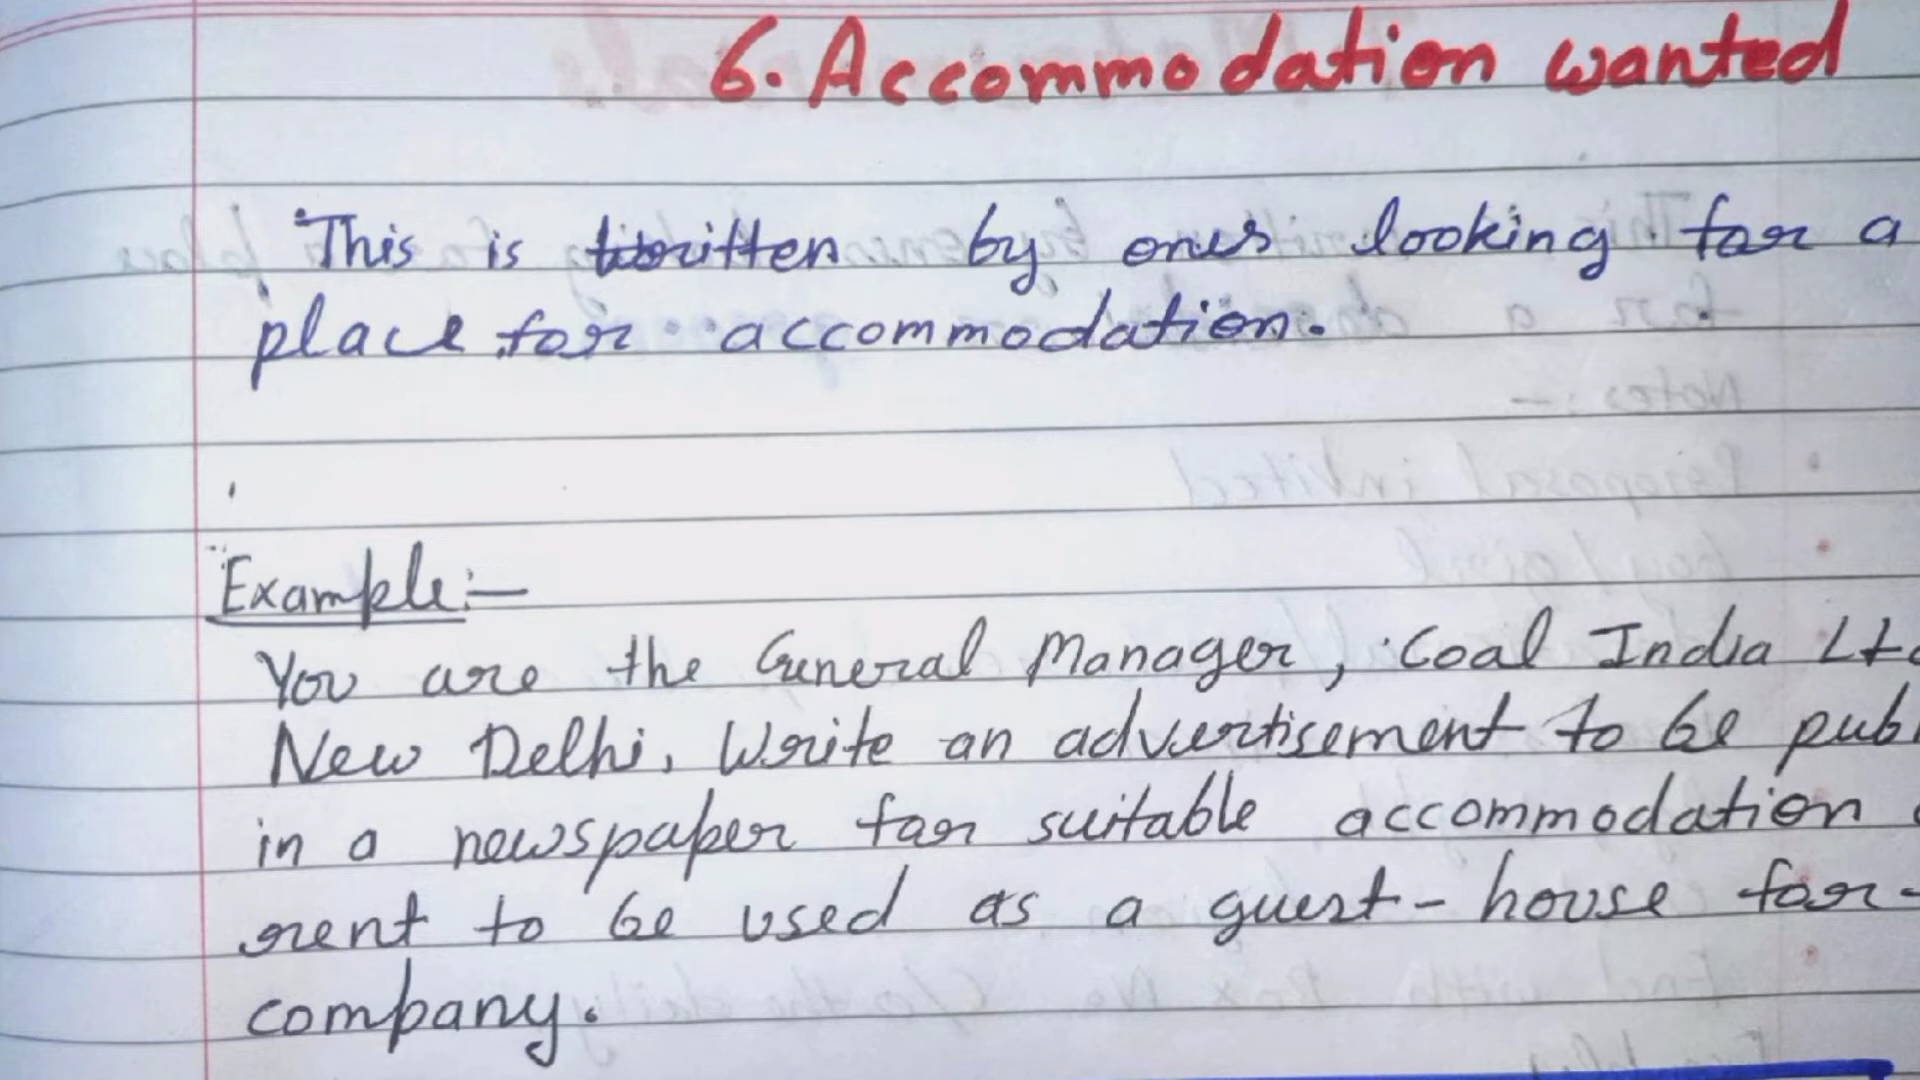 6. Accommodation wanted
This is written by ones looking for a
place for accommodation.
Example:-
You are the General Manager, Coal India Lt
New Delhi. Write an advertisement to be pub
in a newspaper for suitable accommodation
rent to be used as a guest-house for
company.